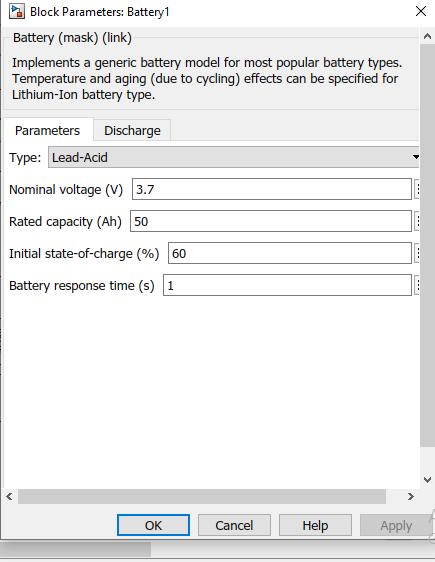 Block Parameters: Battery1
Battery (mask) (link)
Implements a generic battery model for most popular battery types.
Temperature and aging (due to cycling) effects can be specified for
Lithium-Ion battery type.
Parameters
Discharge
Type: Lead-Acid
Nominal voltage (V) 3.7
Rated capacity (Ah) 50
Initial state-of-charge (%) 60
Battery response time (s) 1
OK
Cancel
Help
Apply